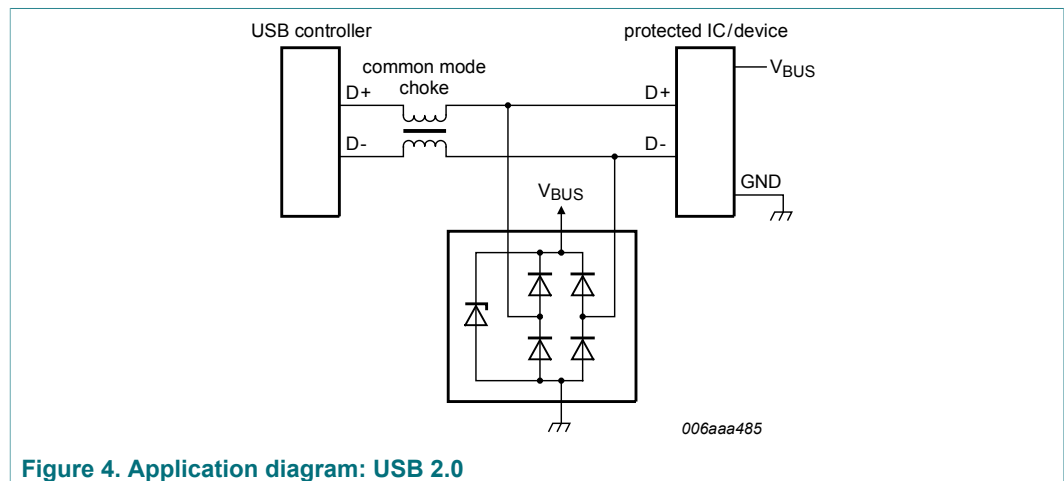 USB controller
protected IC/device
common mode
choke
VBUS
D+
D+
D-
D-
GND
VBUS
006aaa485
Figure 4. Application diagram: USB 2.0